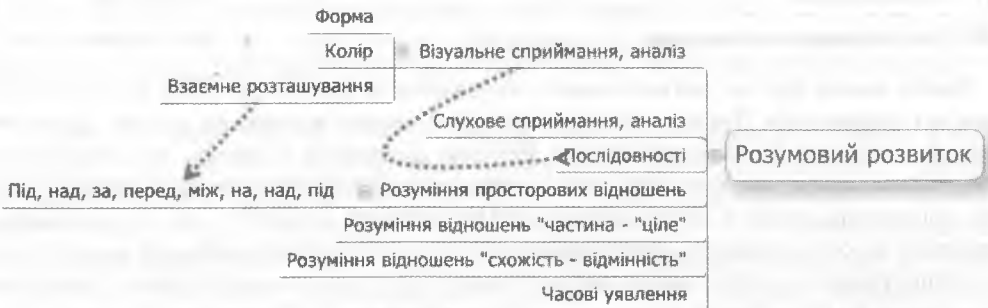 Форма
Колір
Візуальне сприймання, аналіз
Взаємне розташування
Слухове сприймання, аналіз
Послідовності
Розумовий розвиток
Під, над, за, перед, між, на, над, під
Розуміння просторових відношень
Розуміння відношень "частина - "ціле"
Розуміння відношень "схожість - відмінність"
Часові уявлення